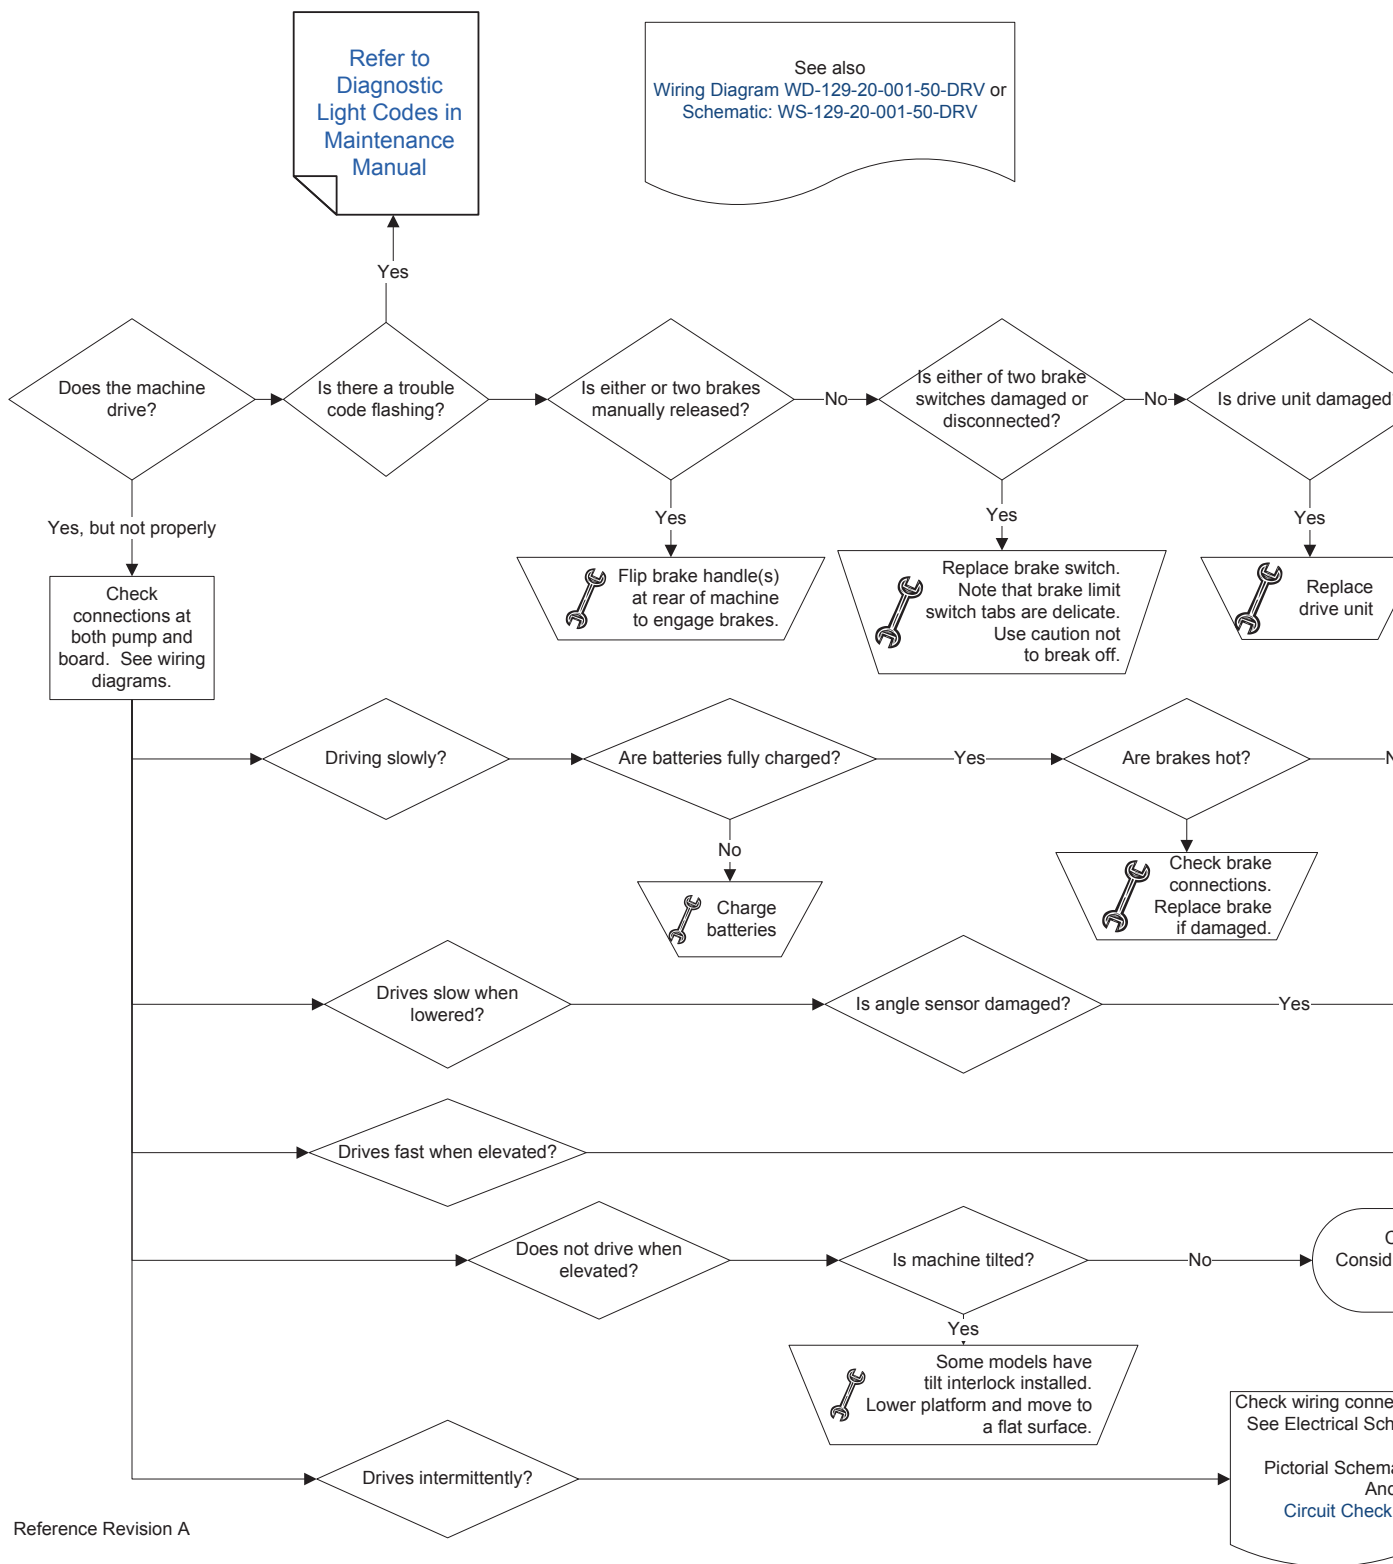 Refer to
Diagnostic
Light Codes in
Maintenance
Manual
See also
Wiring Diagram WD-129-20-001-50-DRV or
Schematic: WS-129-20-001-50-DRV
Yes
Does the machine
drive?
Is there a trouble
code flashing?
Is either or two brakes
manually released?
No
Is either of two brake
switches damaged or
disconnected?
No
Is drive unit damaged?
Yes, but not properly
Yes
Yes
Yes
Check
connections at
both pump and
board. See wiring
diagrams.
Flip brake handle(s)
at rear of machine
to engage brakes.
Replace brake switch.
Note that brake limit
switch tabs are delicate.
Use caution not
to break off.
Replace
drive unit
Driving slowly?
Are batteries fully charged?
Yes
Are brakes hot?
No
Charge
batteries
Check brake
connections.
Replace brake
if damaged.
Drives slow when
lowered?
Is angle sensor damaged?
Yes
Drives fast when elevated?
Does not drive when
elevated?
Is machine tilted?
No
Yes
Some models have
tilt interlock installed.
Lower platform and move to
a flat surface.
Drives intermittently?
Check wiring
See Electrical
Pictorial
Circuit Check
Reference Revision A